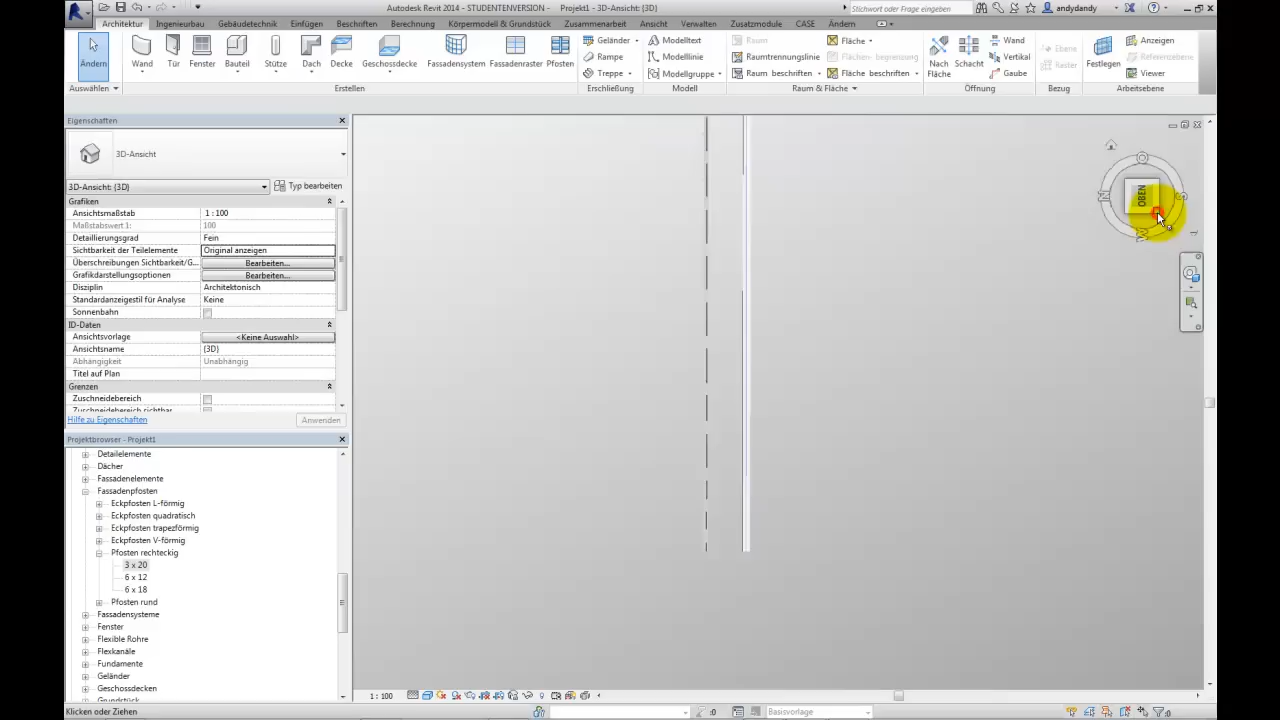 Autodesk Revit 2014 - STUDENTENVERSION - Projekt1 - 3D-Ansicht: {3D}
Stichwort oder Frage eingeben
andydandy
Architektur Ingenieurbau Gebäudetechnik Einfügen Beschriften Berechnung Körpermodell & Grundstück Zusammenarbeit Ansicht Verwalten Zusatzmodule CASE Ändern
Ändern Wand Tür Fenster Bauteil Stütze Dach Decke Geschossdecke Fassadensystem Fassadenraster Pfosten
Geländer
Rampe
Treppe
Modelltext
Modelllinie
Modellgruppe
Raum
Raumtrennungslinie
Raum beschriften
Fläche
Flächen- begrenzung
Fläche beschriften
Nach Fläche
Schacht
Wand
Vertikal
Gaube
Ebene
Raster
Festlegen
Anzeigen
Referenzebene
Viewer
Auswählen Erstellen Erschließung Modell Raum & Fläche Öffnung Bezug Arbeitsebene
Eigenschaften
3D-Ansicht
3D-Ansicht: {3D} Typ bearbeiten
Grafiken
Ansichtsmaßstab 1 : 100
Maßstabswert 1: 100
Detaillierungsgrad Fein
Sichtbarkeit der Teilelemente Original anzeigen
Überschreibungen Sichtbarkeit/G... Bearbeiten...
Grafikdarstellungsoptionen Bearbeiten...
Disziplin Architektonisch
Standardanzeigestil für Analyse Keine
Sonnenbahn
ID-Daten
Ansichtsvorlage <Keine Auswahl>
Ansichtsname {3D}
Abhängigkeit Unabhängig
Titel auf Plan
Grenzen
Zuschneidebereich
Zuschneidebereich sichtbar
Hilfe zu Eigenschaften Anwenden
Projektbrowser - Projekt1
Detailelemente
Dächer
Fassadenelemente
Fassadenpfosten
Eckpfosten L-förmig
Eckpfosten quadratisch
Eckpfosten trapezförmig
Eckpfosten V-förmig
Pfosten rechteckig
3 x 20
6 x 12
6 x 18
Pfosten rund
Fassadensysteme
Fenster
Flexible Rohre
Flexkanäle
Fundamente
Geländer
Geschossdecken
Grundstück
OBEN
O
N
S
W
1 : 100
Klicken oder Ziehen
:0
Basisvorlage
:0